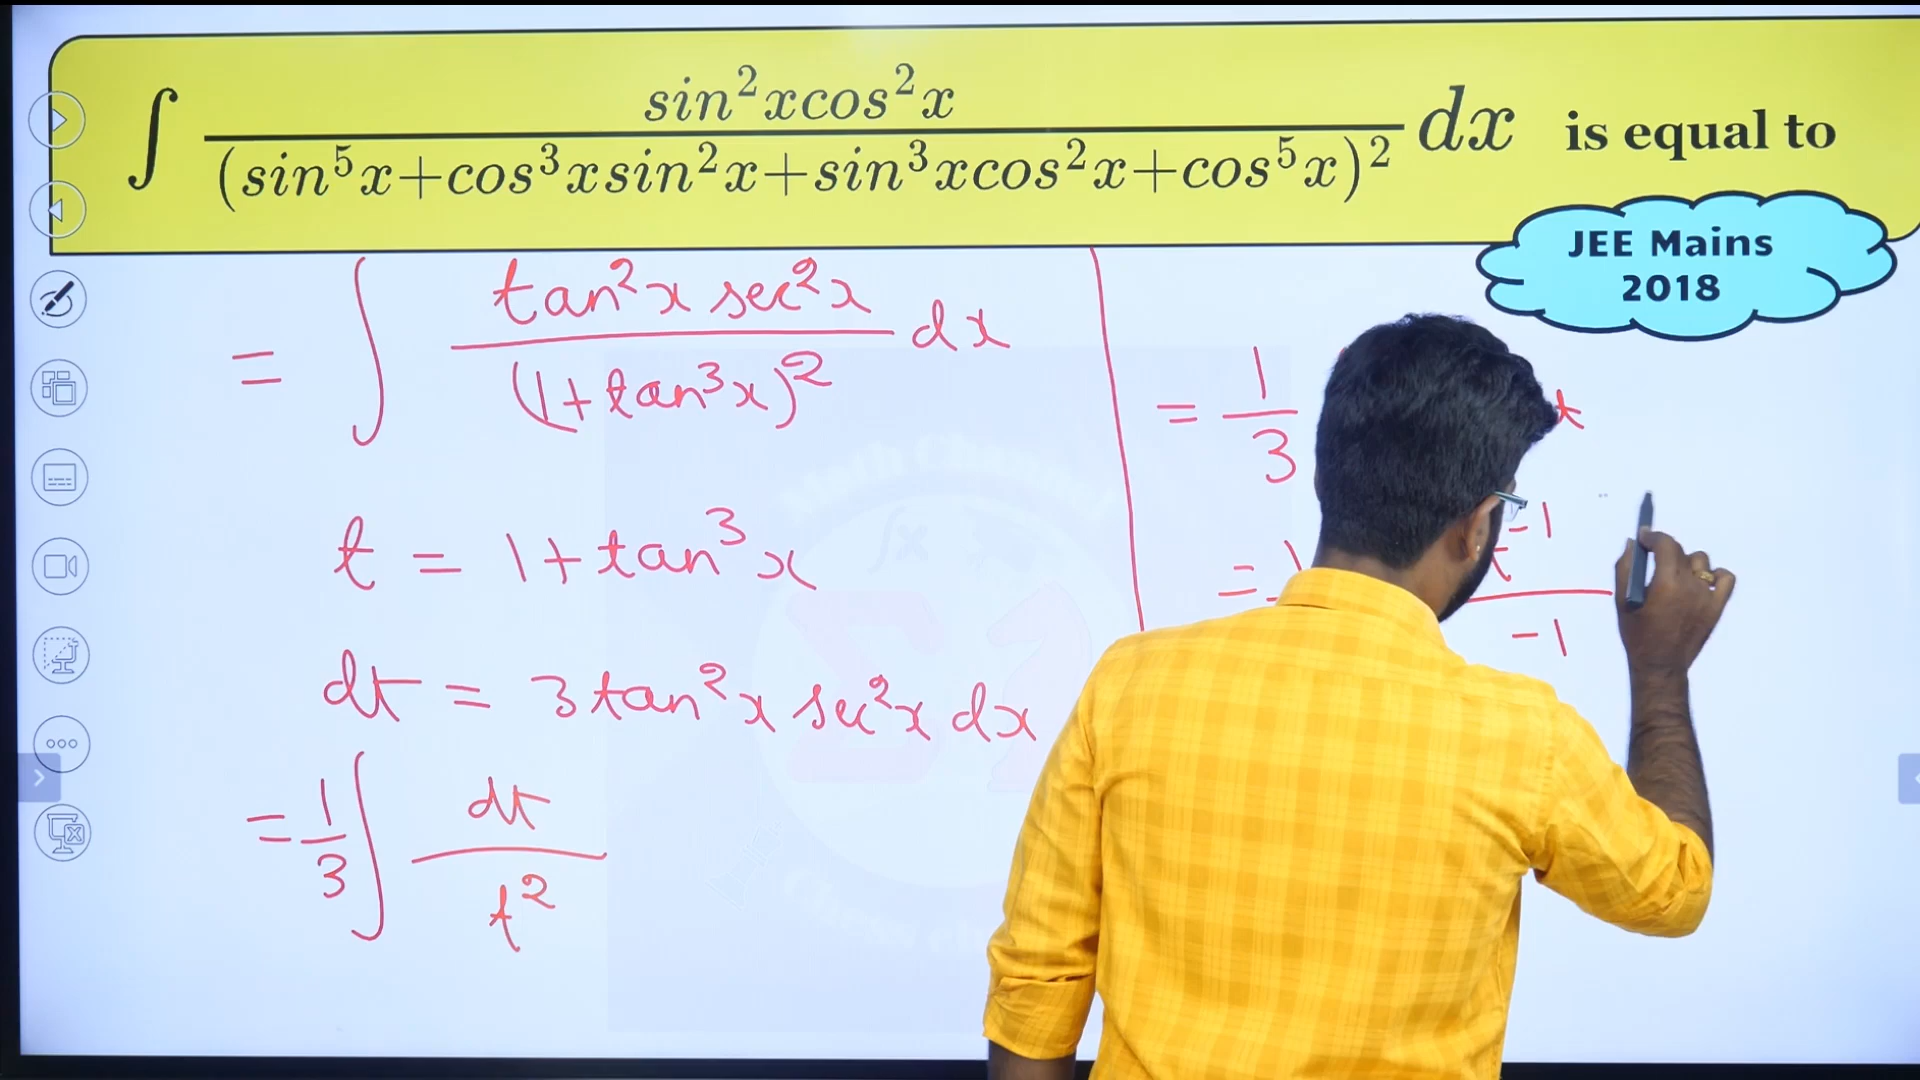 ∫ sin²xcos²x / (sin⁵x+cos³xsin²x+sin³xcos²x+cos⁵x)² dx is equal to
JEE Mains
2018
= ∫ tan²x sec²x / (1+tan³x)² dx
t = 1+tan³x
dt = 3tan²x sec²x dx
= 1/3 ∫ dt / t²
= 1/3 t
= t⁻¹ / -1